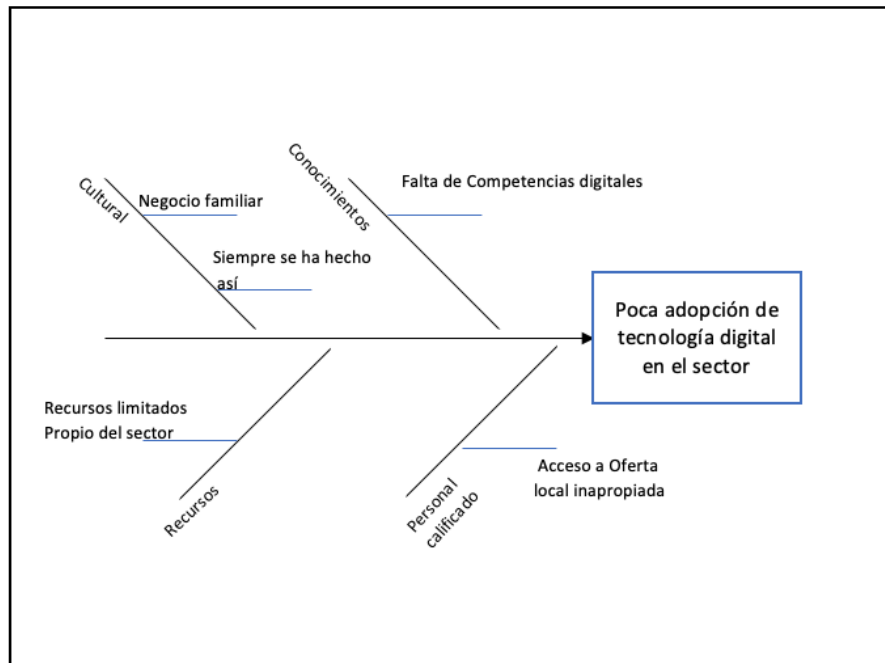 Conocimientos
Cultural
Falta de Competencias digitales
Negocio familiar
Siempre se ha hecho
así
Poca adopción de
tecnología digital
en el sector
Recursos limitados
Propio del sector
Recursos
Acceso a Oferta
local inapropiada
Personal
calificado